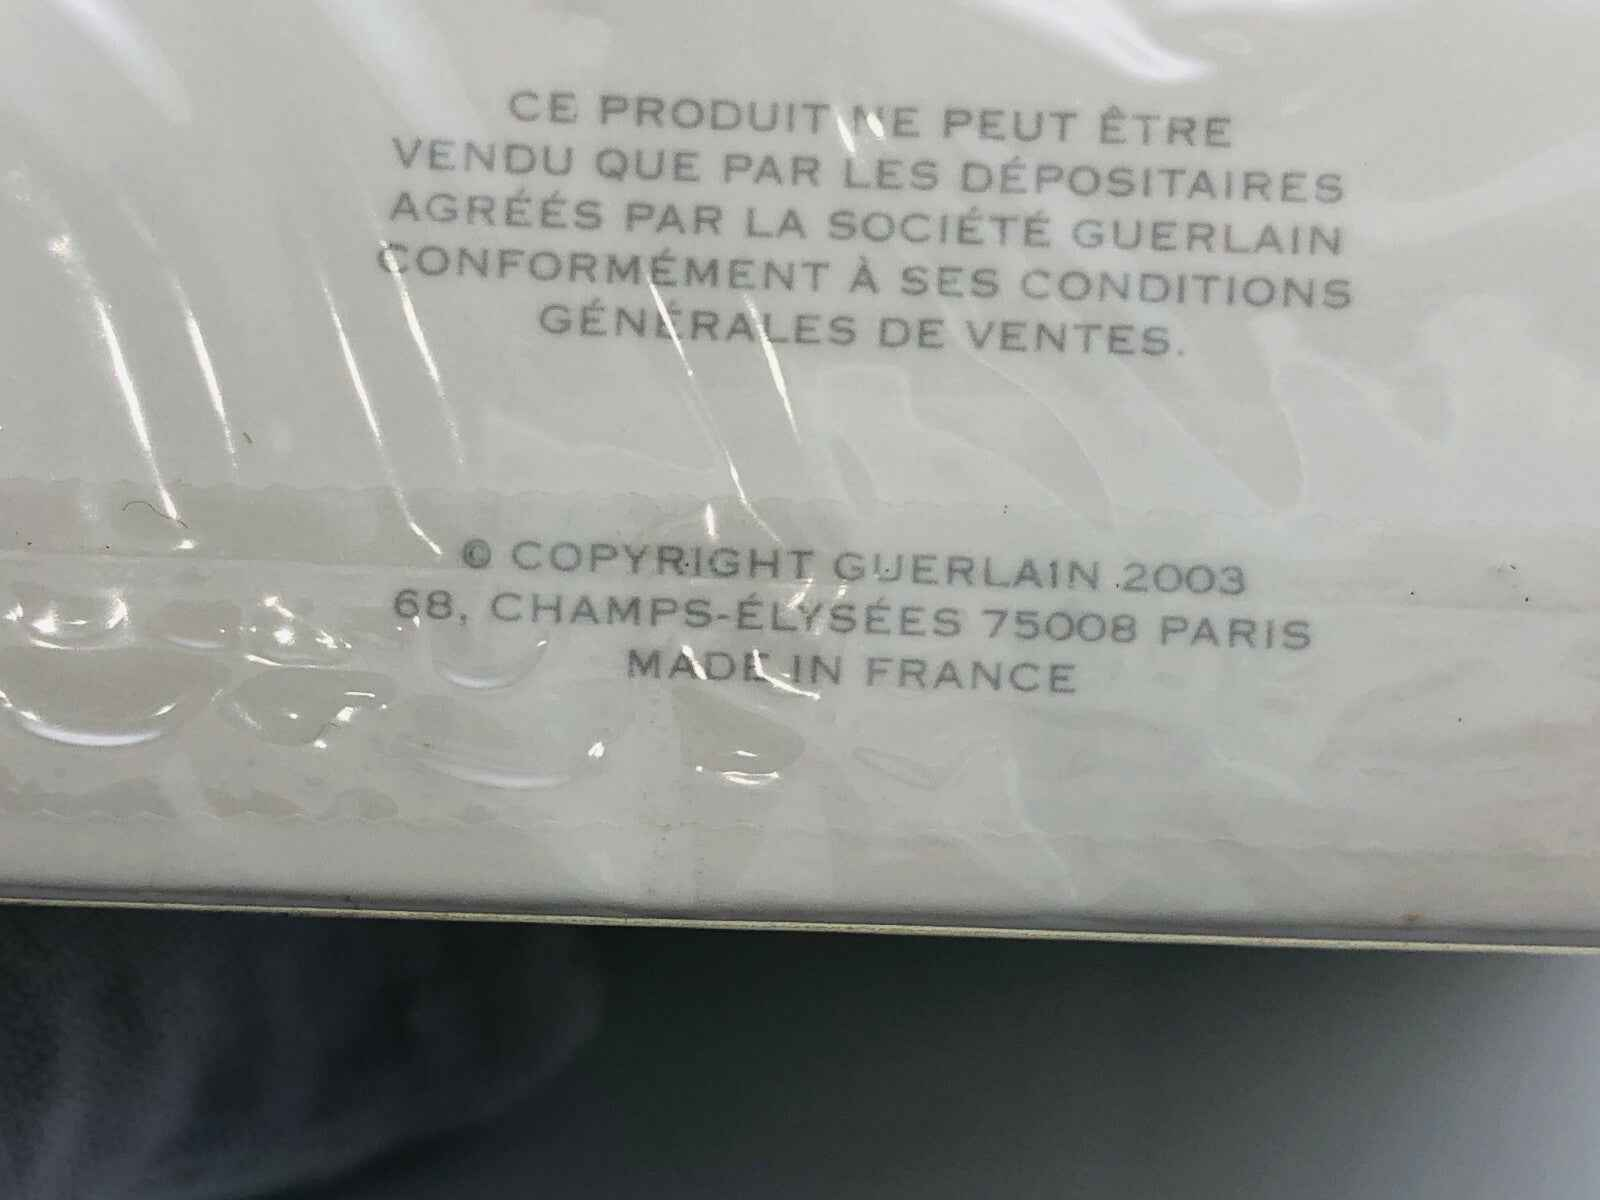 CE PRODUIT NE PEUT ÊTRE
VENDU QUE PAR LES DÉPOSITAIRES
AGRÉÉS PAR LA SOCIÉTÉ GUERLAIN
CONFORMÉMENT À SES CONDITIONS
GÉNÉRALES DE VENTES.
© COPYRIGHT GUERLAIN 2003
68, CHAMPS-ÉLYSÉES 75008 PARIS
MADE IN FRANCE